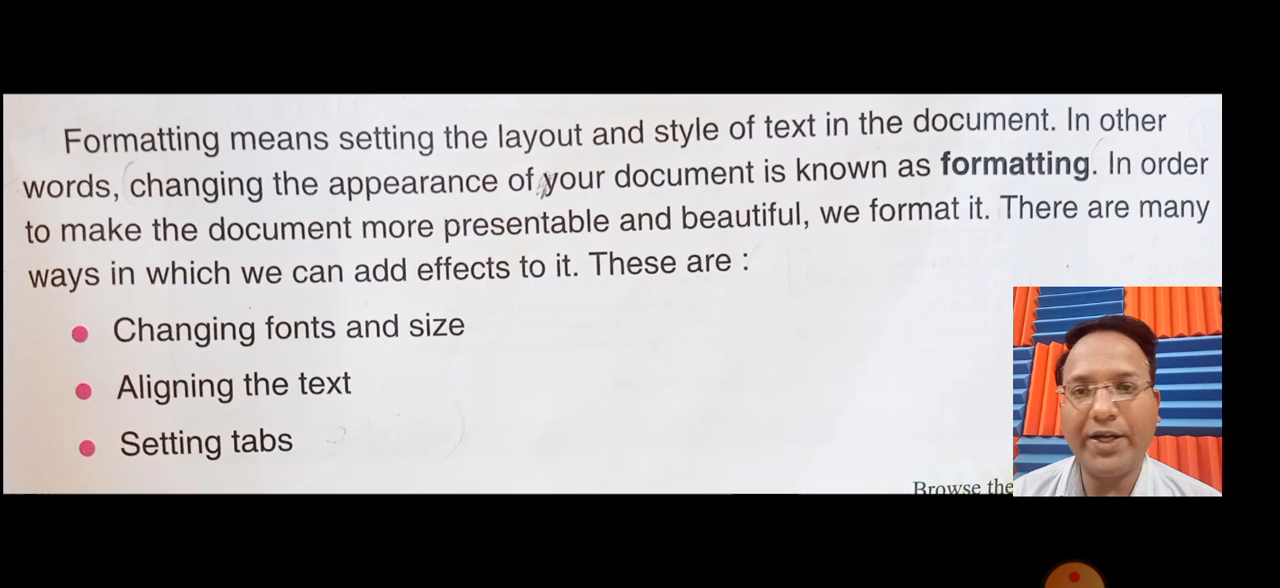 Formatting means setting the layout and style of text in the document. In other
words, changing the appearance of your document is known as formatting. In order
to make the document more presentable and beautiful, we format it. There are many
ways in which we can add effects to it. These are :
Changing fonts and size
Aligning the text
Setting tabs
Browse the